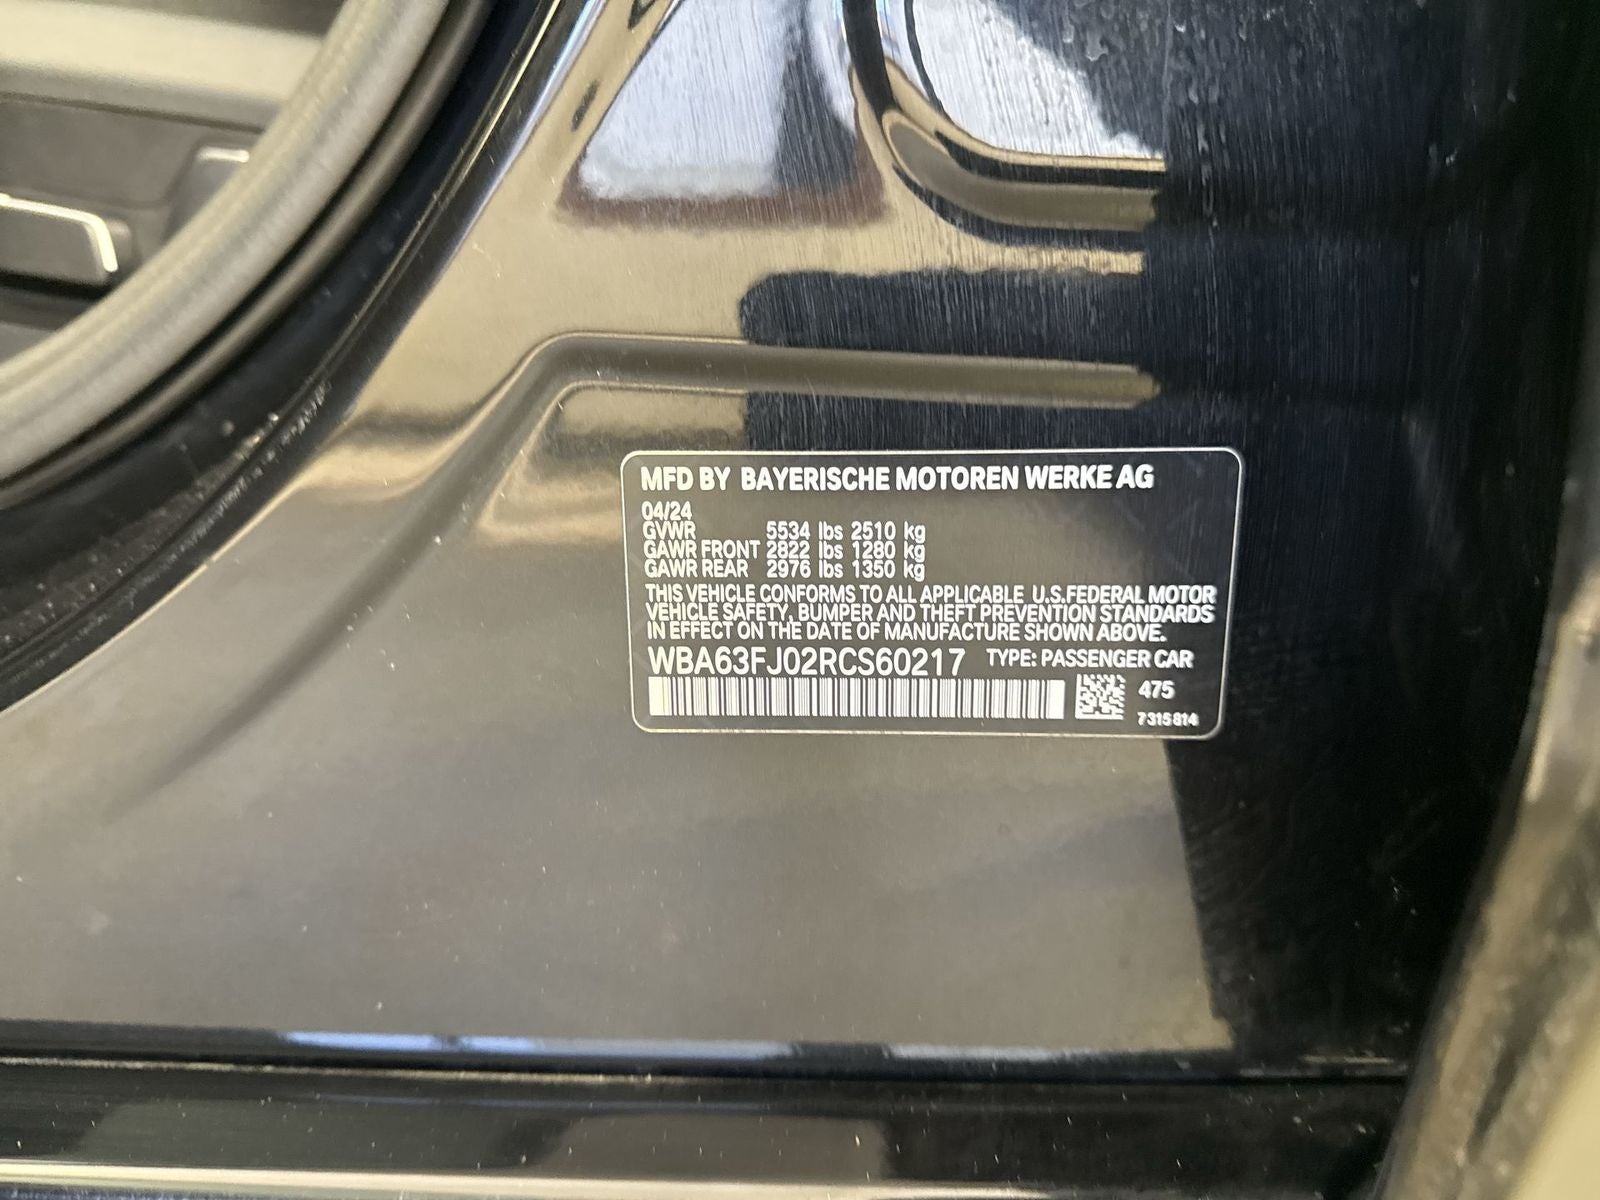 MFD BY BAYERISCHE MOTOREN WERKE AG
04/24
GVWR 5534 lbs 2510 kg
GAWR FRONT 2822 lbs 1280 kg
GAWR REAR 2976 lbs 1350 kg
THIS VEHICLE CONFORMS TO ALL APPLICABLE U.S.FEDERAL MOTOR
VEHICLE SAFETY, BUMPER AND THEFT PREVENTION STANDARDS
IN EFFECT ON THE DATE OF MANUFACTURE SHOWN ABOVE.
WBA63FJ02RCS60217 TYPE: PASSENGER CAR
475
7315814